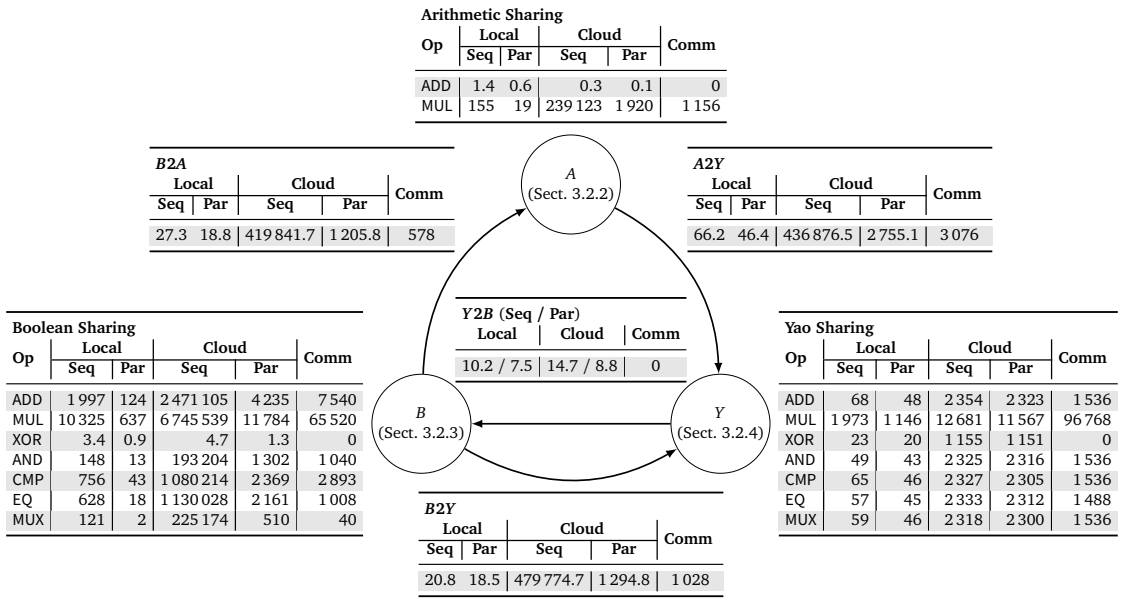 Arithmetic Sharing
Op Local Cloud Comm
Seq Par Seq Par
ADD 1.4 0.6 0.3 0.1 0
MUL 155 19 239 123 1 920 1 156
B2A
Local Cloud Comm
Seq Par Seq Par
27.3 18.8 419 841.7 1 205.8 578
A
(Sect. 3.2.2)
A2Y
Local Cloud Comm
Seq Par Seq Par
66.2 46.4 436 876.5 2 755.1 3 076
Y2B (Seq / Par)
Local Cloud Comm
10.2 / 7.5 14.7 / 8.8 0
Boolean Sharing
Op Local Cloud Comm
Seq Par Seq Par
ADD 1 997 124 2 471 105 4 235 7 540
MUL 10 325 637 6 745 539 11 784 65 520
XOR 3.4 0.9 4.7 1.3 0
AND 148 13 193 204 1 302 1 040
CMP 756 43 1 080 214 2 369 2 893
EQ 628 18 1 130 028 2 161 1 008
MUX 121 2 225 174 510 40
B
(Sect. 3.2.3)
Y
(Sect. 3.2.4)
Yao Sharing
Op Local Cloud Comm
Seq Par Seq Par
ADD 68 48 2 354 2 323 1 536
MUL 1 973 1 146 12 681 11 567 96 768
XOR 23 20 1 155 1 151 0
AND 49 43 2 325 2 316 1 536
CMP 65 46 2 327 2 305 1 536
EQ 57 45 2 333 2 312 1 488
MUX 59 46 2 318 2 300 1 536
B2Y
Local Cloud Comm
Seq Par Seq Par
20.8 18.5 479 774.7 1 294.8 1 028